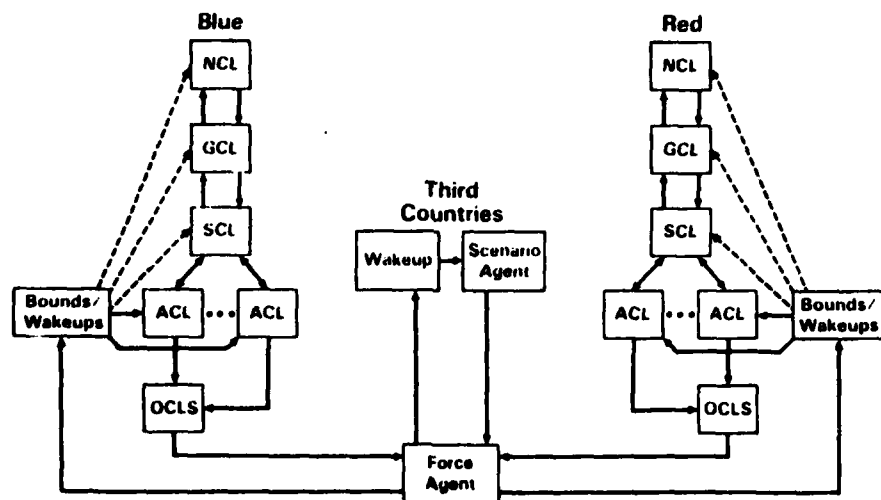 Blue
Red
NCL
NCL
GCL
GCL
Third
Countries
SCL
SCL
Wakeup
Scenario
Agent
Bounds/
Wakeups
ACL
ACL
ACL
ACL
Bounds/
Wakeups
OCLS
OCLS
Force
Agent